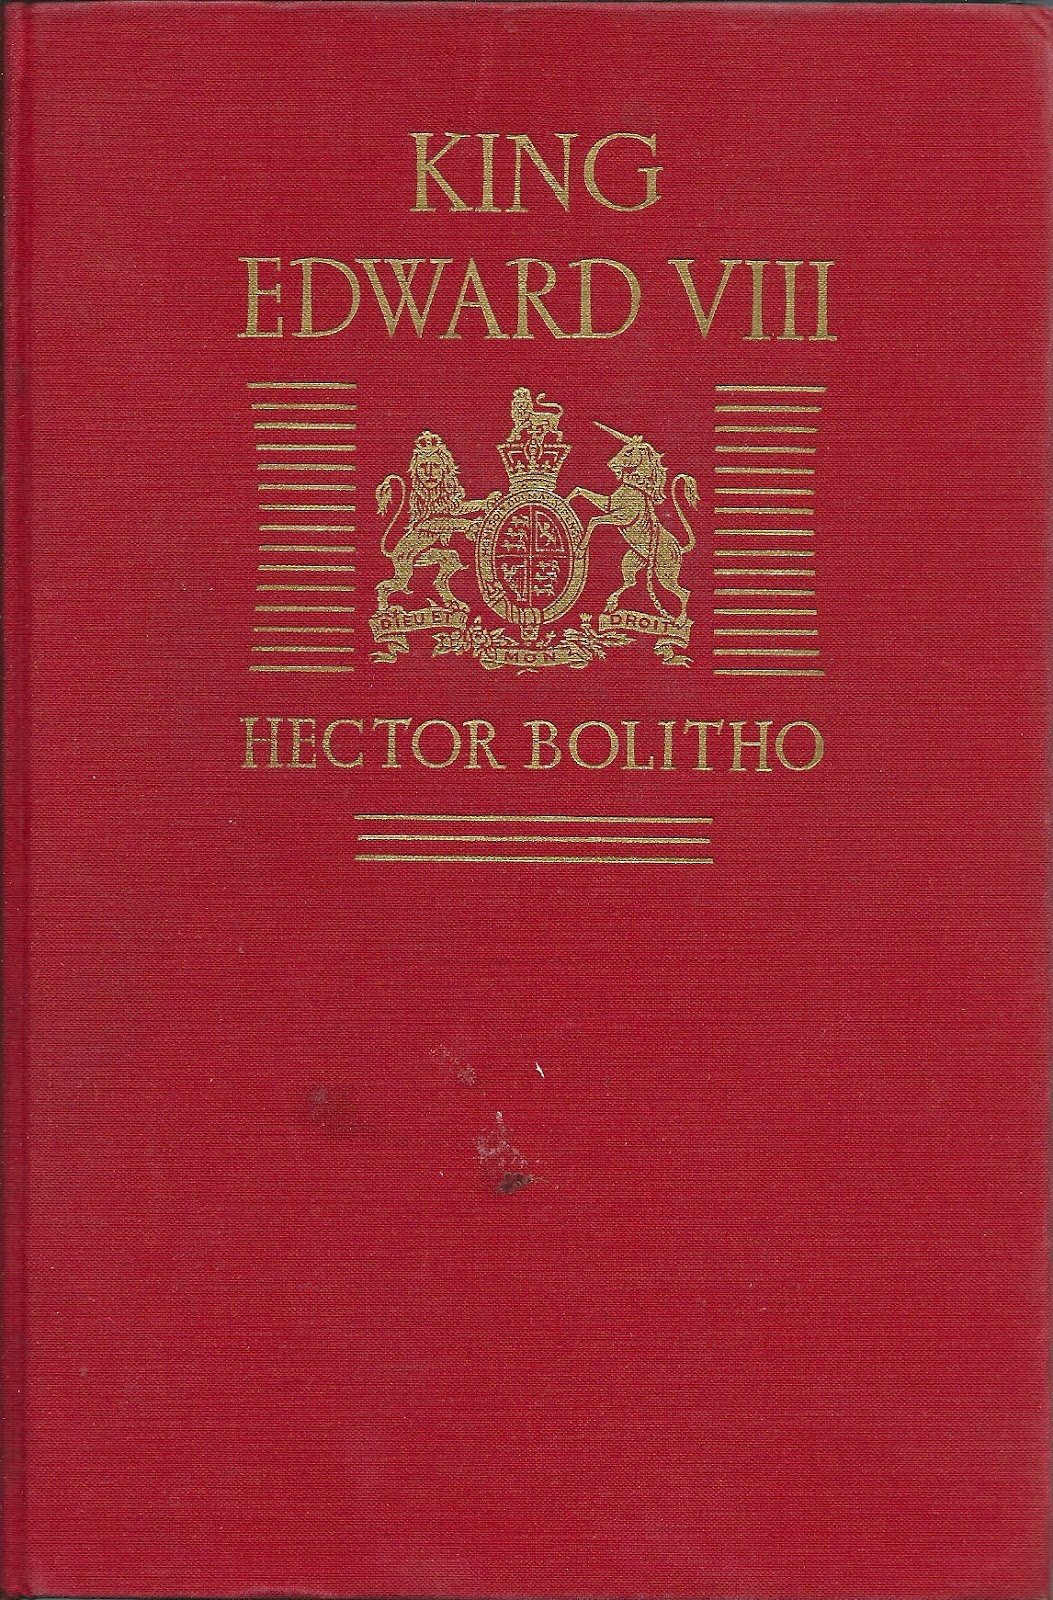 KING
EDWARD VIII
DIEU ET
DROIT
MON
HECTOR BOLITHO